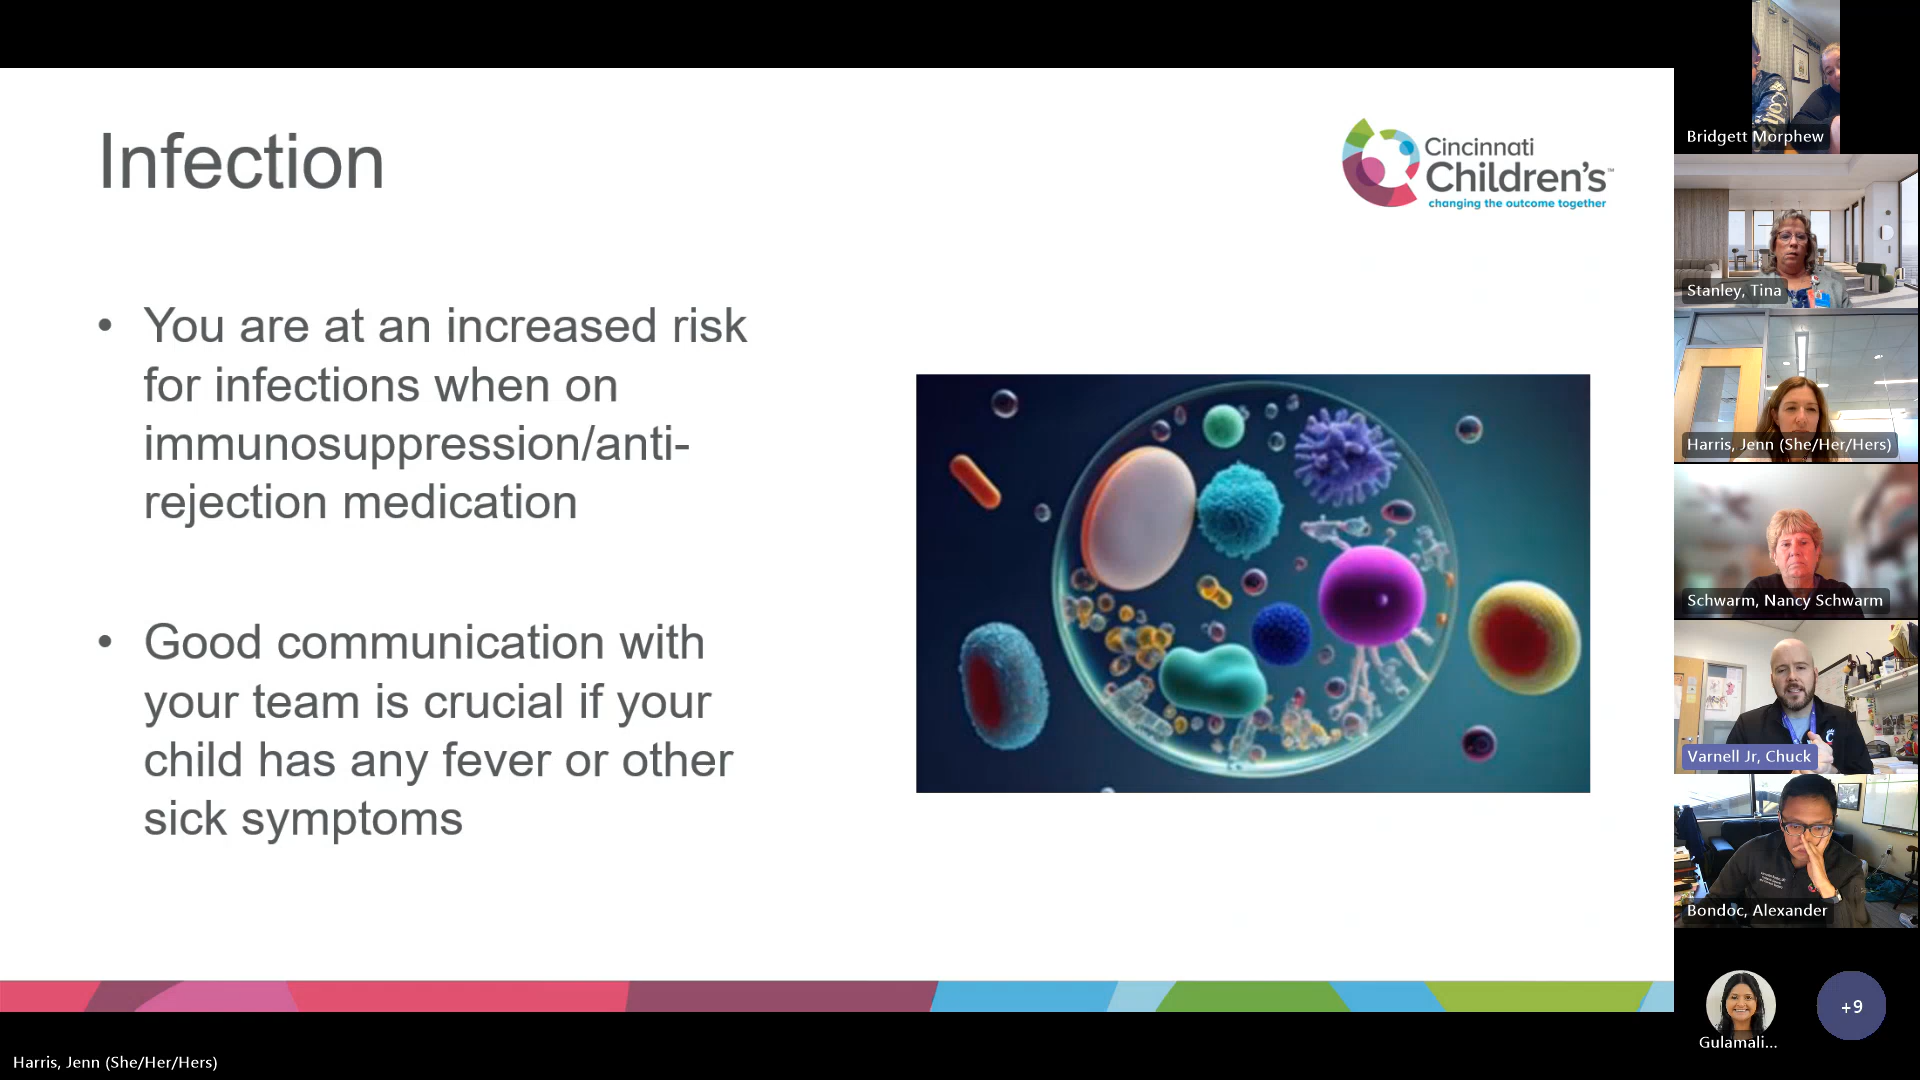 Infection
Cincinnati
Children's™
changing the outcome together
• You are at an increased risk
for infections when on
immunosuppression/anti-
rejection medication
• Good communication with
your team is crucial if your
child has any fever or other
sick symptoms
Bridgett Morphew
Stanley, Tina
Harris, Jenn (She/Her/Hers)
Schwarm, Nancy Schwarm
Varnell Jr, Chuck
Bondoc, Alexander
Gulamali...
+9
Harris, Jenn (She/Her/Hers)